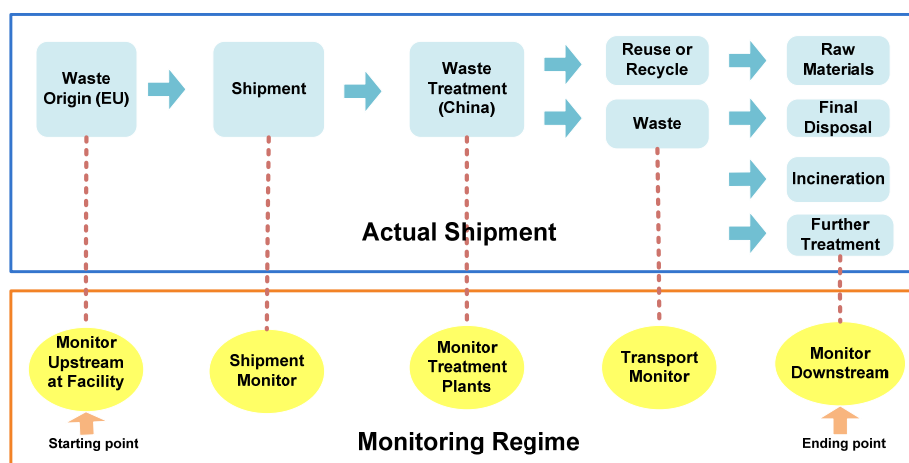 Waste
Origin (EU)
Shipment
Waste
Treatment
(China)
Reuse or
Recycle
Raw
Materials
Waste
Final
Disposal
Incineration
Further
Treatment
Actual Shipment
Monitor
Upstream
at Facility
Shipment
Monitor
Monitor
Treatment
Plants
Transport
Monitor
Monitor
Downstream
Starting point
Monitoring Regime
Ending point